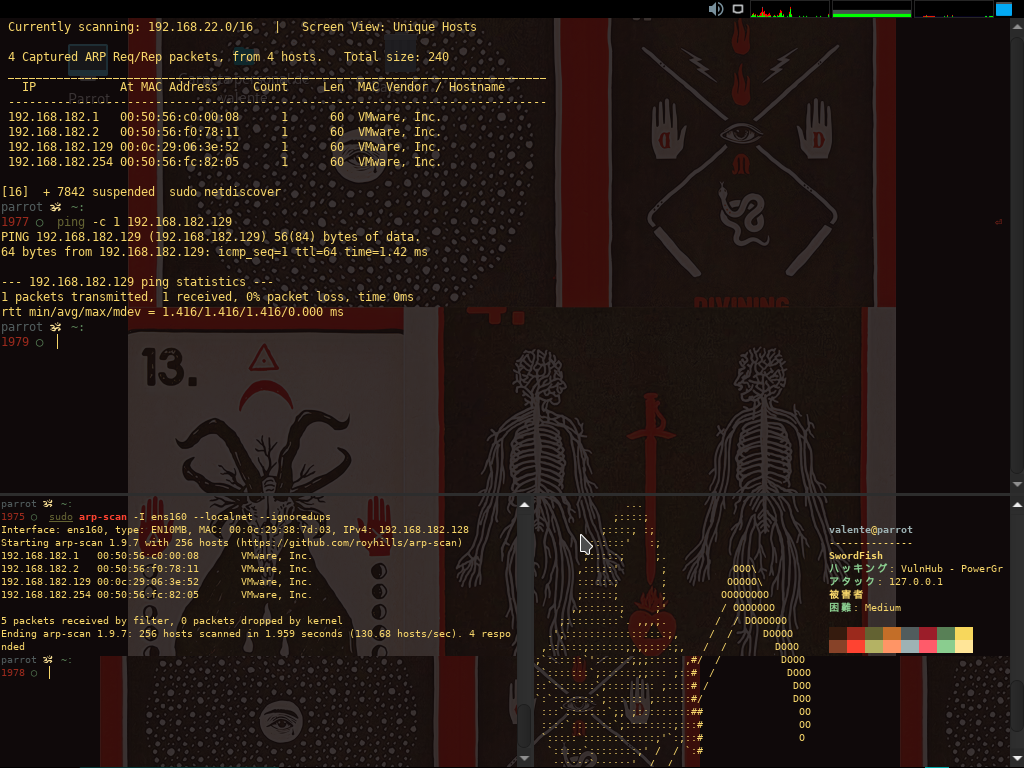 Currently scanning: 192.168.22.0/16   |   Screen View: Unique Hosts
4 Captured ARP Req/Rep packets, from 4 hosts.   Total size: 240
IP            At MAC Address     Count     Len  MAC Vendor / Hostname
Parrot
valente
192.168.182.1   00:50:56:c0:00:08      1      60  VMware, Inc.
192.168.182.2   00:50:56:f0:78:11      1      60  VMware, Inc.
192.168.182.129 00:0c:29:06:3e:52      1      60  VMware, Inc.
192.168.182.254 00:50:56:fc:82:05      1      60  VMware, Inc.
[16]  + 7842 suspended  sudo netdiscover
parrot ॐ ~:
1977 ○  ping -c 1 192.168.182.129
PING 192.168.182.129 (192.168.182.129) 56(84) bytes of data.
64 bytes from 192.168.182.129: icmp_seq=1 ttl=64 time=1.42 ms
--- 192.168.182.129 ping statistics ---
1 packets transmitted, 1 received, 0% packet loss, time 0ms
rtt min/avg/max/mdev = 1.416/1.416/1.416/0.000 ms
parrot ॐ ~:
1979 ○
DIVINING
13.
parrot ॐ ~:
1975 ○  sudo arp-scan -I ens160 --localnet --ignoredups
Interface: ens160, type: EN10MB, MAC: 00:0c:29:38:7d:03, IPv4: 192.168.182.128
Starting arp-scan 1.9.7 with 256 hosts (https://github.com/royhills/arp-scan)
192.168.182.1   00:50:56:c0:00:08       VMware, Inc.
192.168.182.2   00:50:56:f0:78:11       VMware, Inc.
192.168.182.129 00:0c:29:06:3e:52       VMware, Inc.
192.168.182.254 00:50:56:fc:82:05       VMware, Inc.
5 packets received by filter, 0 packets dropped by kernel
Ending arp-scan 1.9.7: 256 hosts scanned in 1.959 seconds (130.68 hosts/sec). 4 respo
nded
parrot ॐ ~:
1978 ○
valente@parrot
--------------
SwordFish
ハッキング: VulnHub - PowerGr
アタック: 127.0.0.1
被害者
困難: Medium